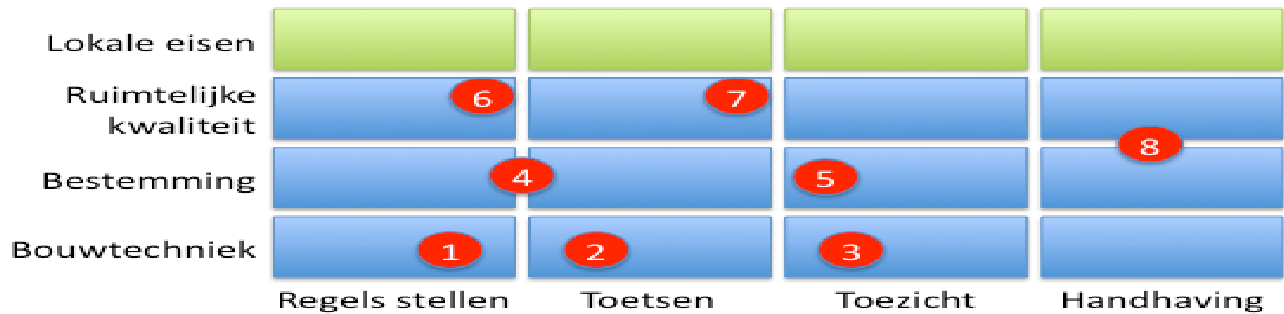 Lokale eisen
Ruimtelijke
kwaliteit
6
7
8
Bestemming
4
5
Bouwtechniek
1
2
3
Regels stellen
Toetsen
Toezicht
Handhaving